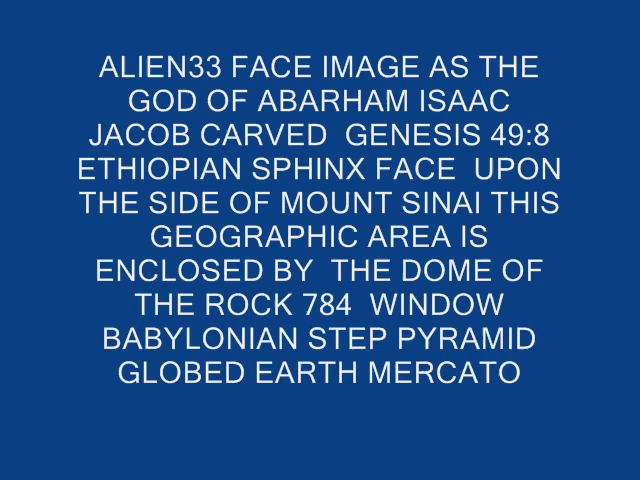 ALIEN33 FACE IMAGE AS THE
GOD OF ABARHAM ISAAC
JACOB CARVED  GENESIS 49:8
ETHIOPIAN SPHINX FACE  UPON
THE SIDE OF MOUNT SINAI THIS
GEOGRAPHIC AREA IS
ENCLOSED BY  THE DOME OF
THE ROCK 784  WINDOW
BABYLONIAN STEP PYRAMID
GLOBED EARTH MERCATO